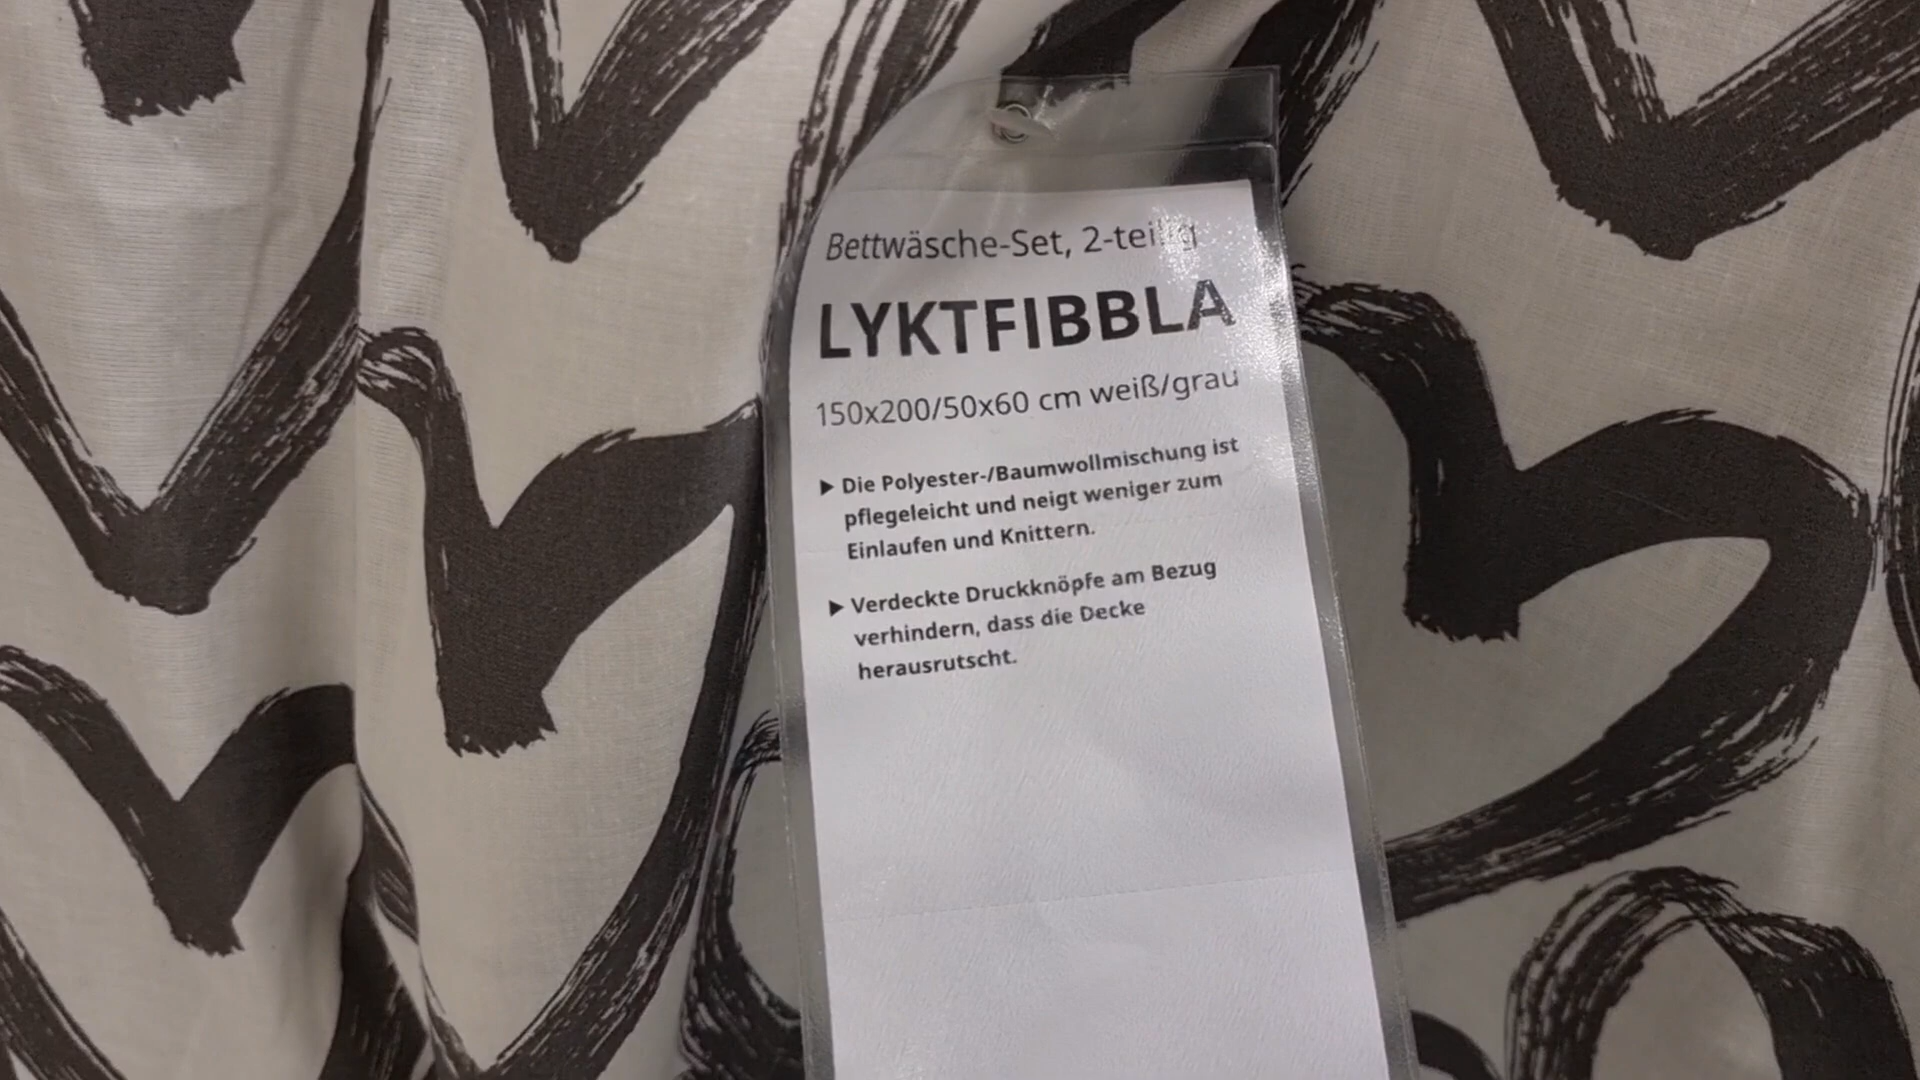 Bettwäsche-Set, 2-teilig
LYKTFIBBLA
150x200/50x60 cm weiß/grau
▶ Die Polyester-/Baumwollmischung ist
pflegeleicht und neigt weniger zum
Einlaufen und Knittern.
▶ Verdeckte Druckknöpfe am Bezug
verhindern, dass die Decke
herausrutscht.